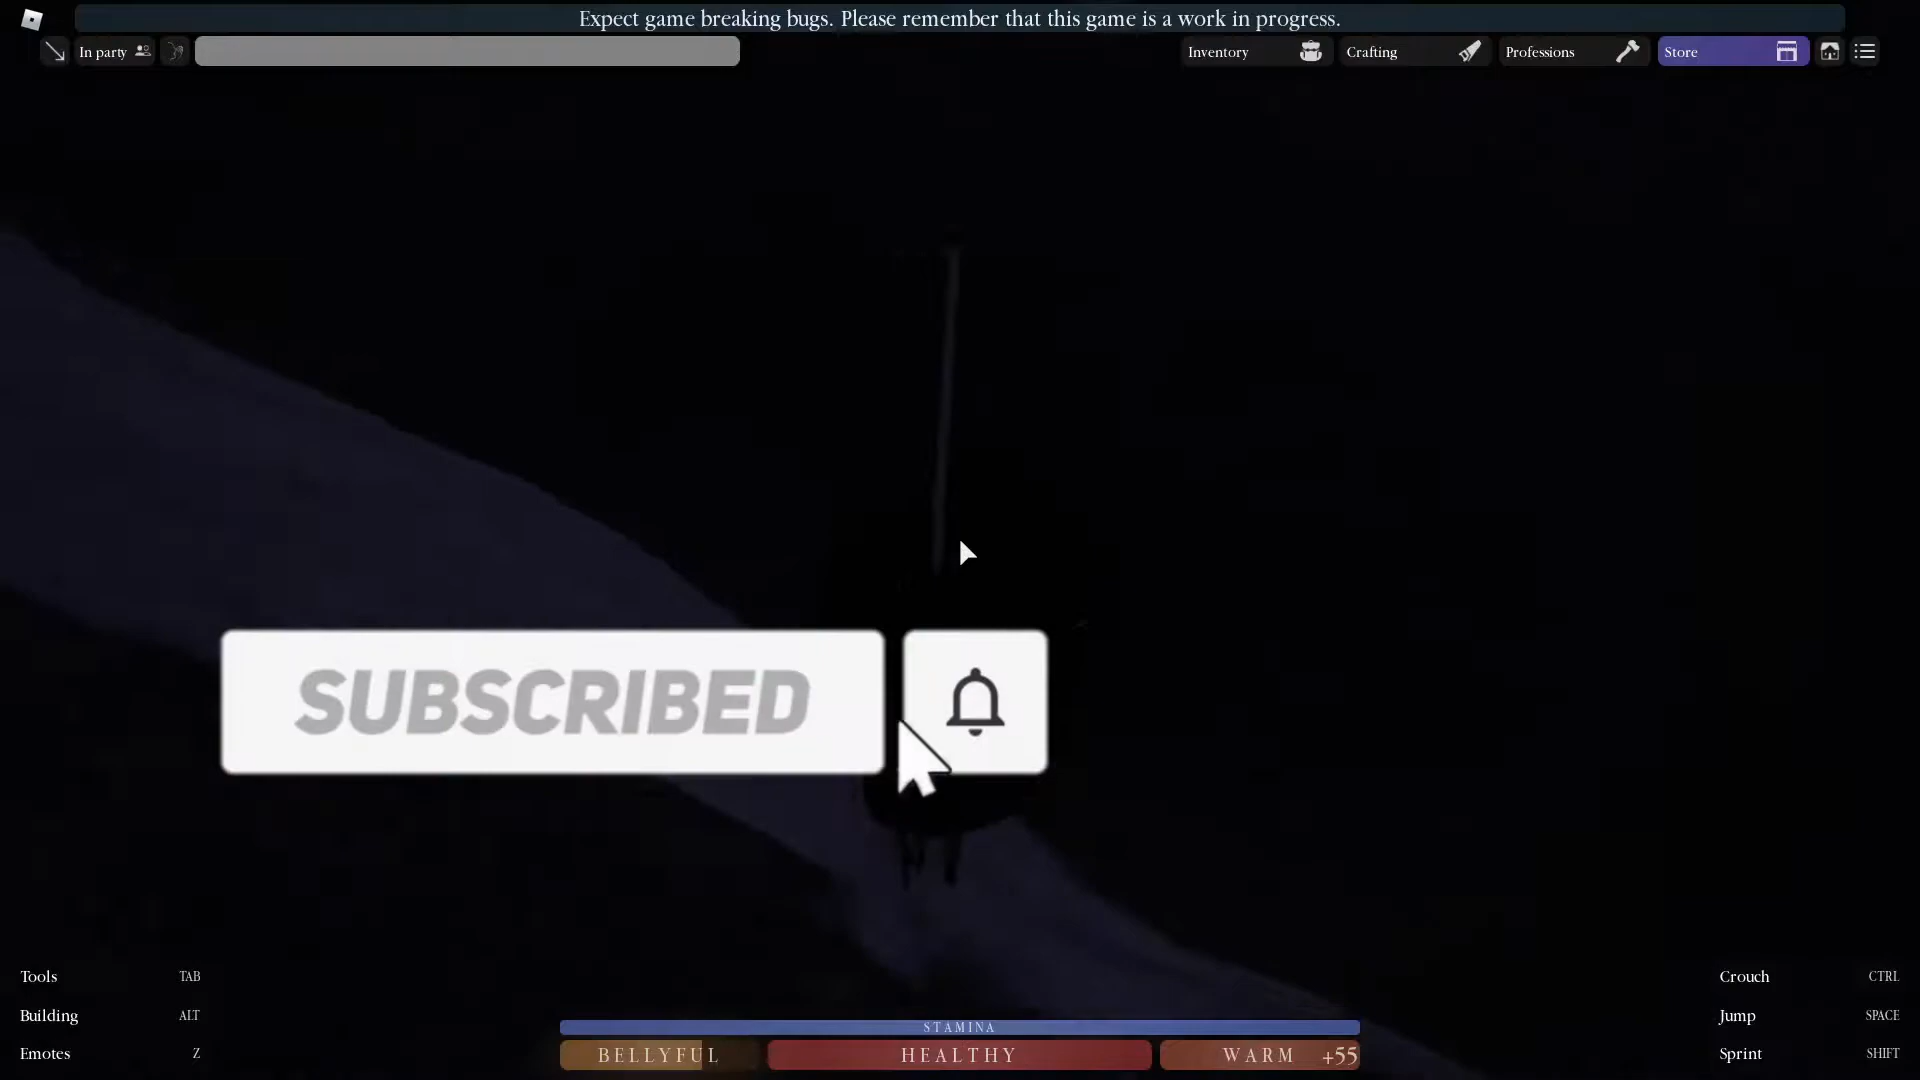 Expect game breaking bugs. Please remember that this game is a work in progress.
In party
Inventory
Crafting
Professions
Store
SUBSCRIBED
Tools TAB
Building ALT
Emotes Z
Crouch CTRL
Jump SPACE
Sprint SHIFT
STAMINA
BELLYFUL
HEALTHY
WARM +55